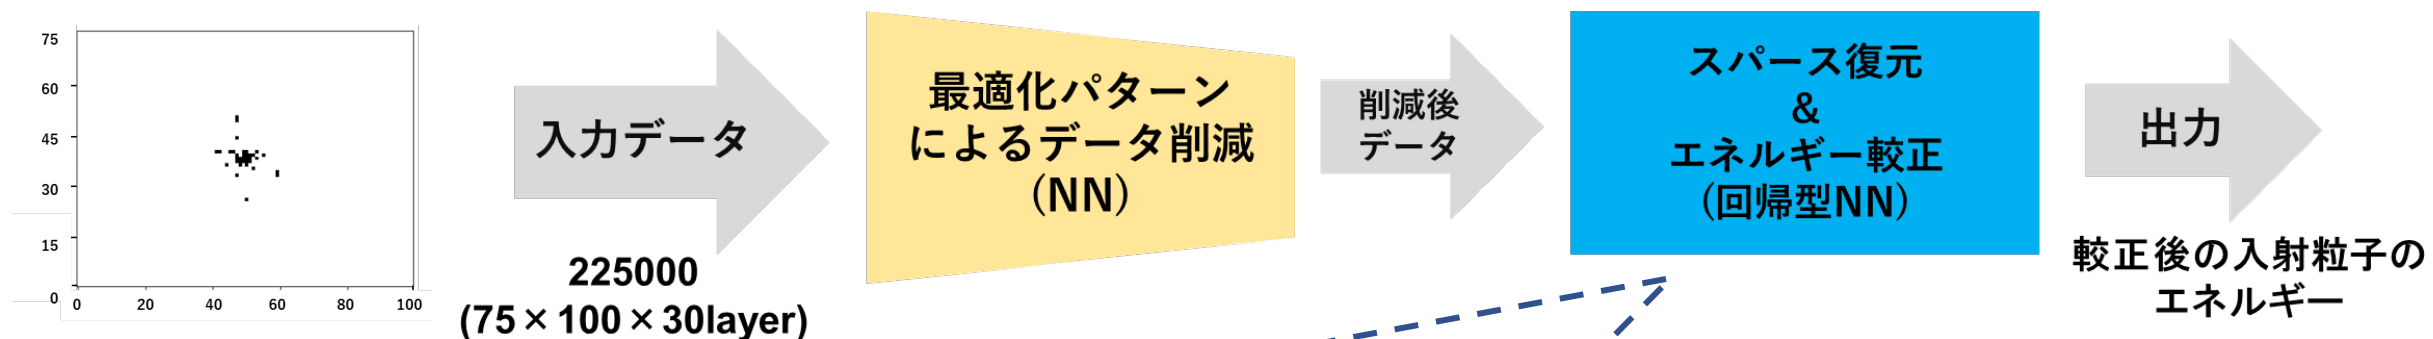 75
60
45
30
15
0
0
20
40
60
80
100
入力データ
225000
(75×100×30layer)
最適化パターン
によるデータ削減
(NN)
削減後
データ
スパース復元
&
エネルギー較正
(回帰型NN)
出力
較正後の入射粒子の
エネルギー